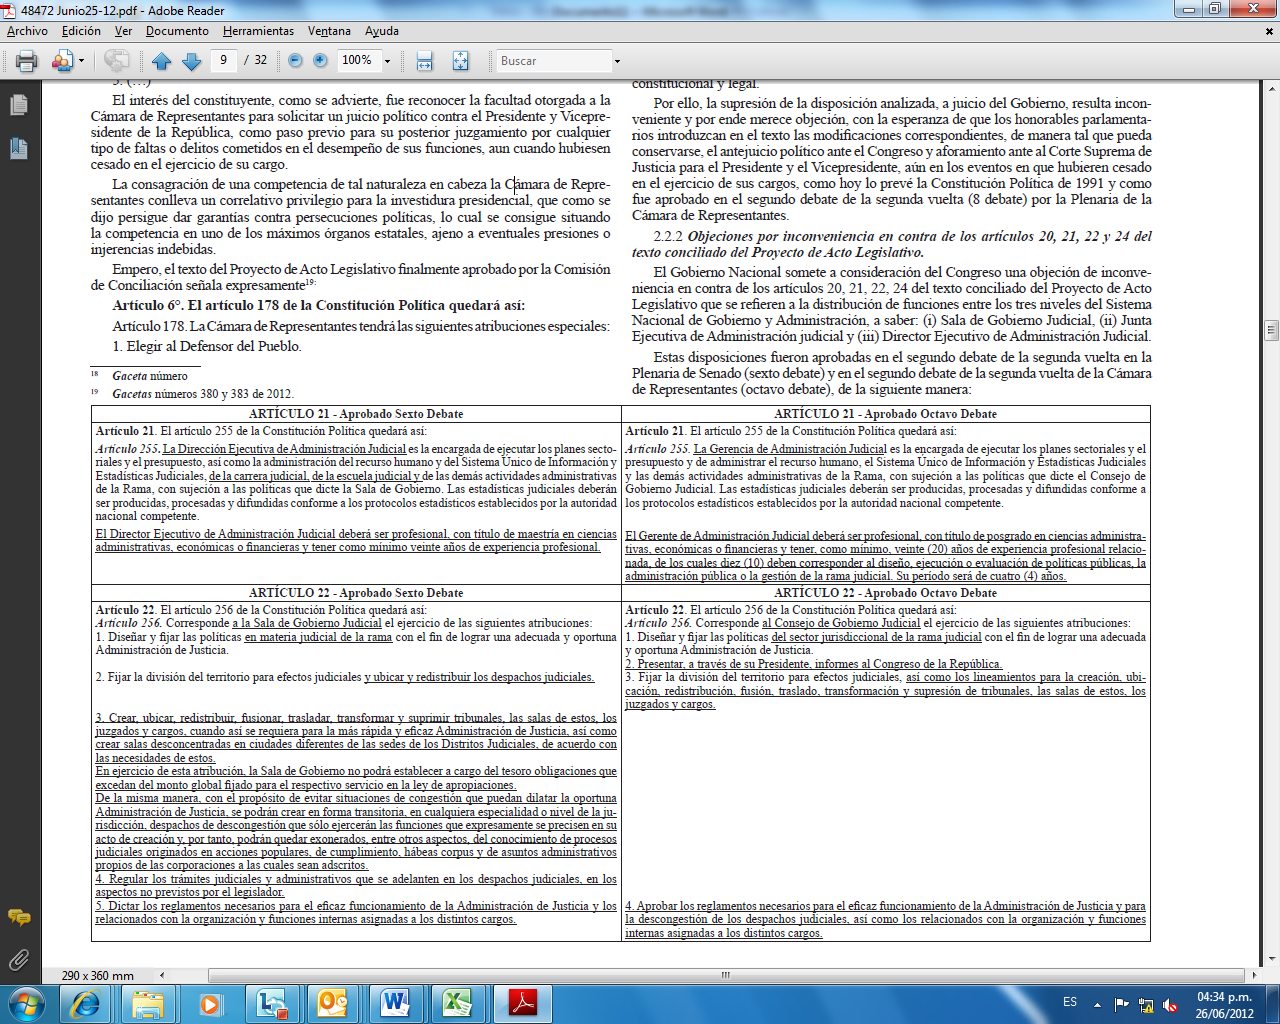 48472 Junio25-12.pdf - Adobe Reader
Archivo Edición Ver Documento Herramientas Ventana Ayuda
9 / 32 100% Buscar
El interés del constituyente, como se advierte, fue reconocer la facultad otorgada a la
Cámara de Representantes para solicitar un juicio político contra el Presidente y Vicepre-
sidente de la República, como paso previo para su posterior juzgamiento por cualquier
tipo de faltas o delitos cometidos en el desempeño de sus funciones, aun cuando hubiesen
cesado en el ejercicio de su cargo.
La consagración de una competencia de tal naturaleza en cabeza la Cámara de Repre-
sentantes conlleva un correlativo privilegio para la investidura presidencial, que como se
dijo persigue dar garantías contra persecuciones políticas, lo cual se consigue situando
la competencia en uno de los máximos órganos estatales, ajeno a eventuales presiones o
injerencias indebidas.
Empero, el texto del Proyecto de Acto Legislativo finalmente aprobado por la Comisión
de Conciliación señala expresamente19:
Artículo 6°. El artículo 178 de la Constitución Política quedará así:
Artículo 178. La Cámara de Representantes tendrá las siguientes atribuciones especiales:
1. Elegir al Defensor del Pueblo.
18 Gaceta número
19 Gacetas números 380 y 383 de 2012.
constitucional y legal.
Por ello, la supresión de la disposición analizada, a juicio del Gobierno, resulta incon-
veniente y por ende merece objeción, con la esperanza de que los honorables parlamenta-
rios introduzcan en el texto las modificaciones correspondientes, de manera tal que pueda
conservarse, el antejuicio político ante el Congreso y aforamiento ante al Corte Suprema de
Justicia para el Presidente y el Vicepresidente, aún en los eventos en que hubieren cesado
en el ejercicio de sus cargos, como hoy lo prevé la Constitución Política de 1991 y como
fue aprobado en el segundo debate de la segunda vuelta (8 debate) por la Plenaria de la
Cámara de Representantes.
2.2.2 Objeciones por inconveniencia en contra de los artículos 20, 21, 22 y 24 del
texto conciliado del Proyecto de Acto Legislativo.
El Gobierno Nacional somete a consideración del Congreso una objeción de inconve-
niencia en contra de los artículos 20, 21, 22, 24 del texto conciliado del Proyecto de Acto
Legislativo que se refieren a la distribución de funciones entre los tres niveles del Sistema
Nacional de Gobierno y Administración, a saber: (i) Sala de Gobierno Judicial, (ii) Junta
Ejecutiva de Administración judicial y (iii) Director Ejecutivo de Administración Judicial.
Estas disposiciones fueron aprobadas en el segundo debate de la segunda vuelta en la
Plenaria de Senado (sexto debate) y en el segundo debate de la segunda vuelta de la Cámara
de Representantes (octavo debate), de la siguiente manera:
ARTÍCULO 21 - Aprobado Sexto Debate
Artículo 21. El artículo 255 de la Constitución Política quedará así:
Artículo 255. La Dirección Ejecutiva de Administración Judicial es la encargada de ejecutar los planes secto-
riales y el presupuesto, así como la administración del recurso humano y del Sistema Único de Información y
Estadísticas Judiciales, de la carrera judicial, de la escuela judicial y de las demás actividades administrativas
de la Rama, con sujeción a las políticas que dicte la Sala de Gobierno. Las estadísticas judiciales deberán
ser producidas, procesadas y difundidas conforme a los protocolos estadísticos establecidos por la autoridad
nacional competente.
El Director Ejecutivo de Administración Judicial deberá ser profesional, con título de maestría en ciencias
administrativas, económicas o financieras y tener como mínimo veinte años de experiencia profesional.
ARTÍCULO 21 - Aprobado Octavo Debate
Artículo 21. El artículo 255 de la Constitución Política quedará así:
Artículo 255. La Gerencia de Administración Judicial es la encargada de ejecutar los planes sectoriales y el
presupuesto y de administrar el recurso humano, el Sistema Único de Información y Estadísticas Judiciales
y las demás actividades administrativas de la Rama, con sujeción a las políticas que dicte el Consejo de
Gobierno Judicial. Las estadísticas judiciales deberán ser producidas, procesadas y difundidas conforme a
los protocolos estadísticos establecidos por la autoridad nacional competente.
El Gerente de Administración Judicial deberá ser profesional, con título de posgrado en ciencias administra-
tivas, económicas o financieras y tener, como mínimo, veinte (20) años de experiencia profesional relacio-
nada, de los cuales diez (10) deben corresponder al diseño, ejecución o evaluación de políticas públicas, la
administración pública o la gestión de la rama judicial. Su período será de cuatro (4) años.
ARTÍCULO 22 - Aprobado Sexto Debate
Artículo 22. El artículo 256 de la Constitución Política quedará así:
Artículo 256. Corresponde a la Sala de Gobierno Judicial el ejercicio de las siguientes atribuciones:
1. Diseñar y fijar las políticas en materia judicial de la rama con el fin de lograr una adecuada y oportuna
Administración de Justicia.
2. Fijar la división del territorio para efectos judiciales y ubicar y redistribuir los despachos judiciales.
3. Crear, ubicar, redistribuir, fusionar, trasladar, transformar y suprimir tribunales, las salas de estos, los
juzgados y cargos, cuando así se requiera para la más rápida y eficaz Administración de Justicia, así como
crear salas desconcentradas en ciudades diferentes de las sedes de los Distritos Judiciales, de acuerdo con
las necesidades de estos.
En ejercicio de esta atribución, la Sala de Gobierno no podrá establecer a cargo del tesoro obligaciones que
excedan del monto global fijado para el respectivo servicio en la ley de apropiaciones.
De la misma manera, con el propósito de evitar situaciones de congestión que puedan dilatar la oportuna
Administración de Justicia, se podrán crear en forma transitoria, en cualquiera especialidad o nivel de la ju-
risdicción, despachos de descongestión que sólo ejercerán las funciones que expresamente se precisen en su
acto de creación y, por tanto, podrán quedar exonerados, entre otros aspectos, del conocimiento de procesos
judiciales originados en acciones populares, de cumplimiento, hábeas corpus y de asuntos administrativos
propios de las corporaciones a las cuales sean adscritos.
4. Regular los trámites judiciales y administrativos que se adelanten en los despachos judiciales, en los
aspectos no previstos por el legislador.
5. Dictar los reglamentos necesarios para el eficaz funcionamiento de la Administración de Justicia y los
relacionados con la organización y funciones internas asignadas a los distintos cargos.
ARTÍCULO 22 - Aprobado Octavo Debate
Artículo 22. El artículo 256 de la Constitución Política quedará así:
Artículo 256. Corresponde al Consejo de Gobierno Judicial el ejercicio de las siguientes atribuciones:
1. Diseñar y fijar las políticas del sector jurisdiccional de la rama judicial con el fin de lograr una adecuada
y oportuna Administración de Justicia.
2. Presentar, a través de su Presidente, informes al Congreso de la República.
3. Fijar la división del territorio para efectos judiciales, así como los lineamientos para la creación, ubi-
cación, redistribución, fusión, traslado, transformación y supresión de tribunales, las salas de estos, los
juzgados y cargos.
4. Aprobar los reglamentos necesarios para el eficaz funcionamiento de la Administración de Justicia y para
la descongestión de los despachos judiciales, así como los relacionados con la organización y funciones
internas asignadas a los distintos cargos.
290 x 360 mm
ES 04:34 p.m.
26/06/2012